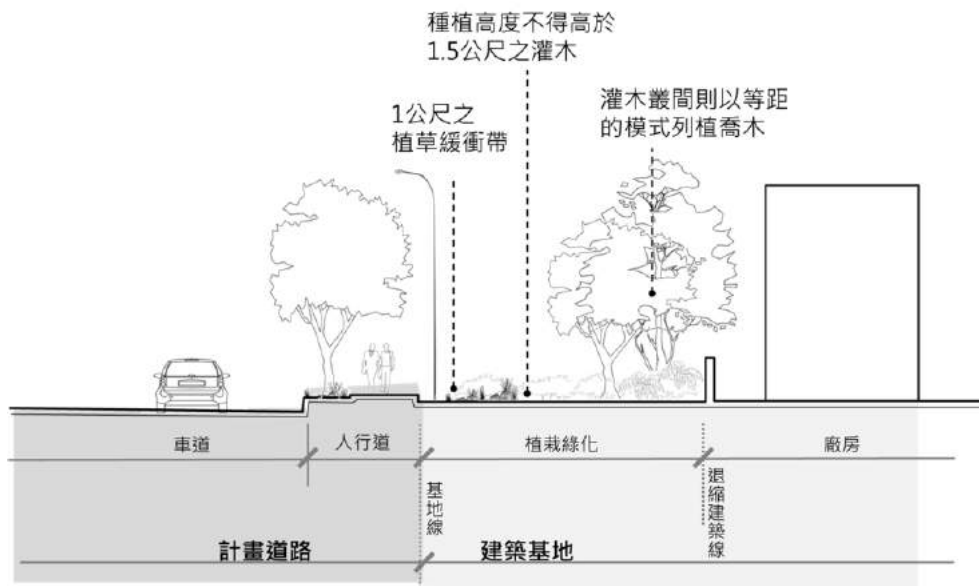 種植高度不得高於
1.5公尺之灌木
1公尺之
植草緩衝帶
灌木叢間則以等距
的模式列植喬木
車道
人行道
植栽綠化
廠房
基地線
退縮建築線
計畫道路
建築基地